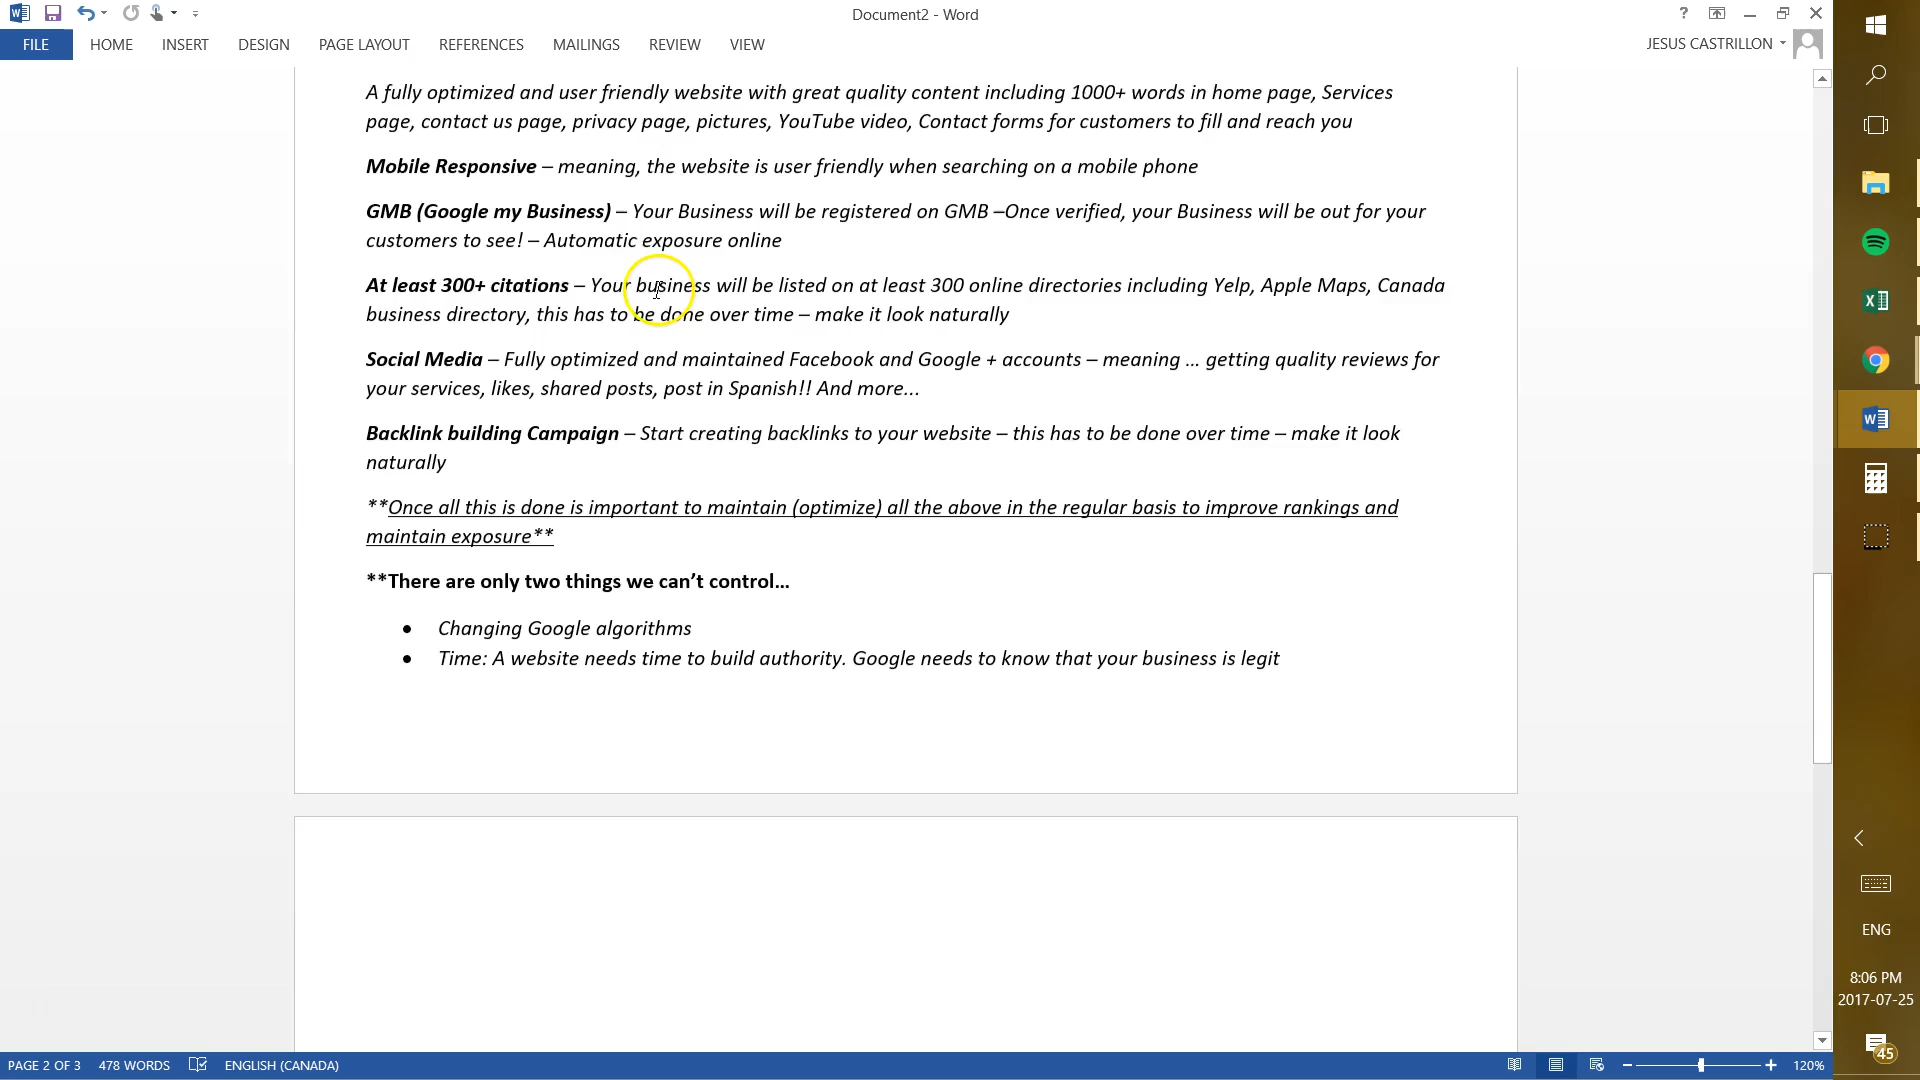 Document2 - Word
?
FILE HOME INSERT DESIGN PAGE LAYOUT REFERENCES MAILINGS REVIEW VIEW JESUS CASTRILLON
A fully optimized and user friendly website with great quality content including 1000+ words in home page, Services
page, contact us page, privacy page, pictures, YouTube video, Contact forms for customers to fill and reach you
Mobile Responsive – meaning, the website is user friendly when searching on a mobile phone
GMB (Google my Business) – Your Business will be registered on GMB –Once verified, your Business will be out for your
customers to see! – Automatic exposure online
At least 300+ citations – Your business will be listed on at least 300 online directories including Yelp, Apple Maps, Canada
business directory, this has to be done over time – make it look naturally
Social Media – Fully optimized and maintained Facebook and Google + accounts – meaning ... getting quality reviews for
your services, likes, shared posts, post in Spanish!! And more...
Backlink building Campaign – Start creating backlinks to your website – this has to be done over time – make it look
naturally
**Once all this is done is important to maintain (optimize) all the above in the regular basis to improve rankings and
maintain exposure**
**There are only two things we can’t control...
• Changing Google algorithms
• Time: A website needs time to build authority. Google needs to know that your business is legit
ENG
8:06 PM
2017-07-25
45
PAGE 2 OF 3 478 WORDS ENGLISH (CANADA) 120%